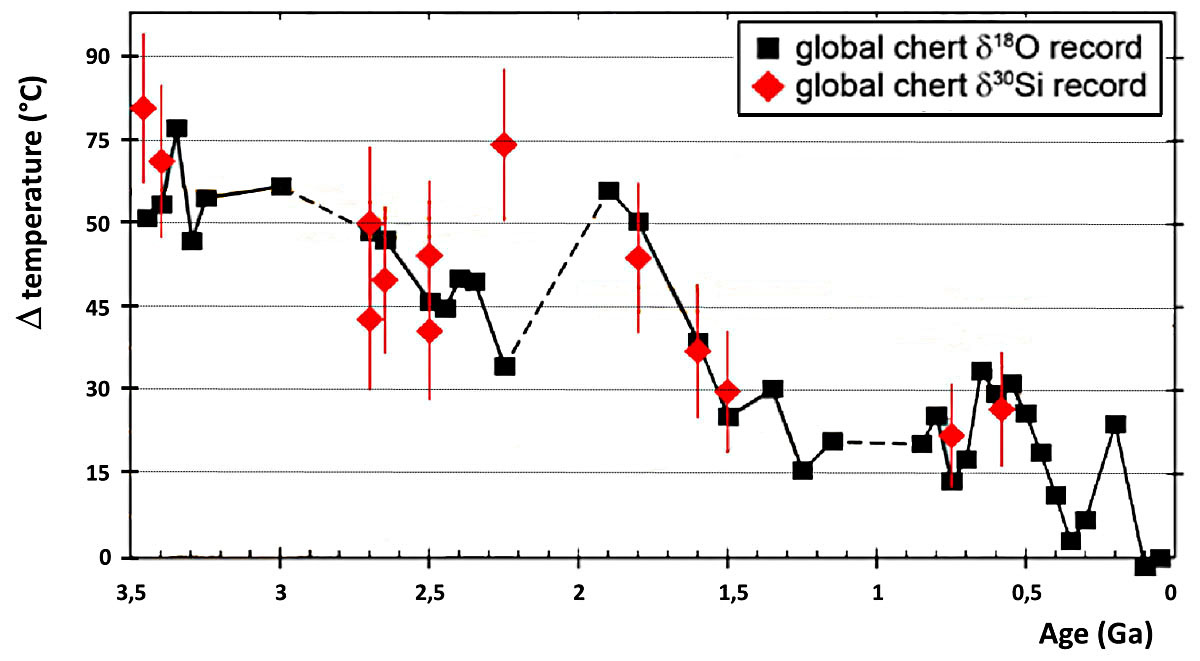 global chert δ¹⁸O record
global chert δ³⁰Si record
Δ temperature (°C)
90
75
50
45
30
15
0
3,5 3 2,5 2 1,5 1 0,5 0
Age (Ga)